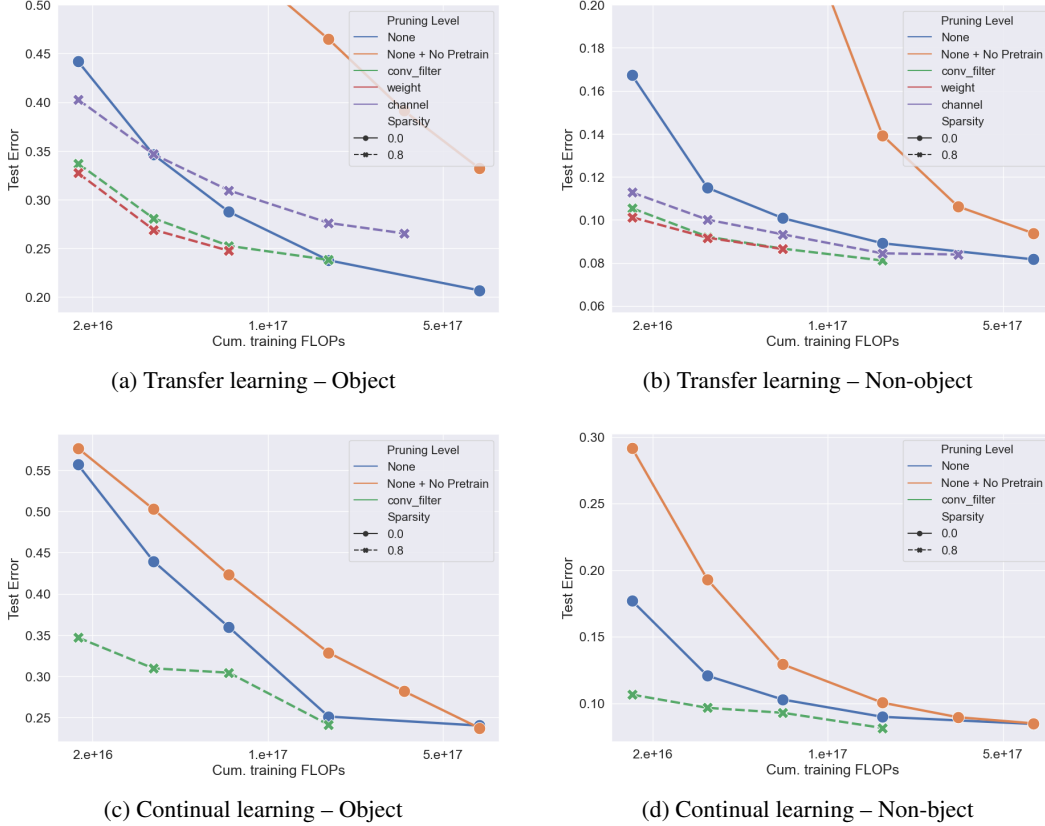 0.50
0.45
0.40
0.35
0.30
0.25
0.20
Test Error
2.e+16
1.e+17
5.e+17
Cum. training FLOPs
Pruning Level
None
None + No Pretrain
conv_filter
weight
channel
Sparsity
0.0
0.8
(a) Transfer learning – Object
0.20
0.18
0.16
0.14
0.12
0.10
0.08
0.06
Test Error
2.e+16
1.e+17
5.e+17
Cum. training FLOPs
Pruning Level
None
None + No Pretrain
conv_filter
weight
channel
Sparsity
0.0
0.8
(b) Transfer learning – Non-object
0.55
0.50
0.45
0.40
0.35
0.30
0.25
Test Error
2.e+16
1.e+17
5.e+17
Cum. training FLOPs
Pruning Level
None
None + No Pretrain
conv_filter
Sparsity
0.0
0.8
(c) Continual learning – Object
0.30
0.25
0.20
0.15
0.10
Test Error
2.e+16
1.e+17
5.e+17
Cum. training FLOPs
Pruning Level
None
None + No Pretrain
conv_filter
Sparsity
0.0
0.8
(d) Continual learning – Non-bject